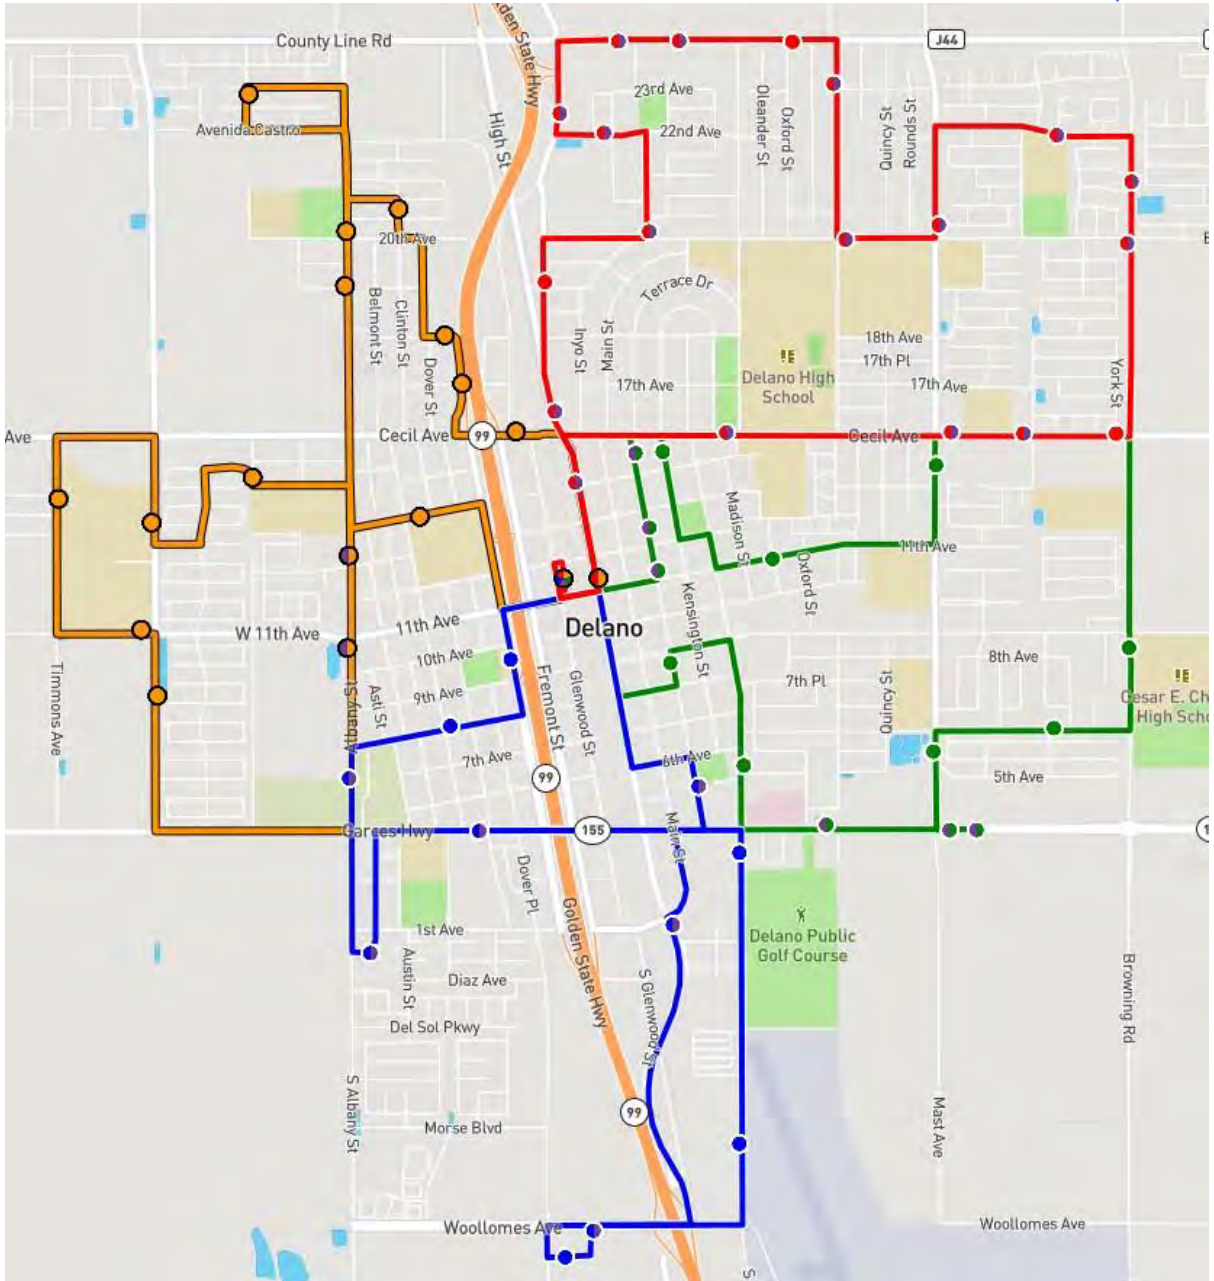 County Line Rd
Golden State Hwy
J44
23rd Ave
High St
Oleander St
Oxford St
Quincy St
Rounds St
Avenida Castro
22nd Ave
20th Ave
Terrace Dr
Belmont St
Clinton St
Inyo St
Main St
18th Ave
17th Pl
Dover St
17th Ave
Delano High
School
17th Ave
York St
Ave
Cecil Ave
99
Cecil Ave
Madison St
11th Ave
Oxford St
Kensington St
W 11th Ave
11th Ave
Delano
10th Ave
8th Ave
Timmons Ave
Asti St
9th Ave
Fremont St
Glenwood St
7th Pl
Quincy St
Cesar E. Ch
High Scho
Albany St
7th Ave
6th Ave
5th Ave
99
Garces Hwy
155
Main St
Dover Pl
Golden State Hwy
1st Ave
Delano Public
Golf Course
Austin St
Diaz Ave
S Glenwood St
Browning Rd
Del Sol Pkwy
S Albany St
99
Mast Ave
Morse Blvd
Woollomes Ave
Woollomes Ave
S